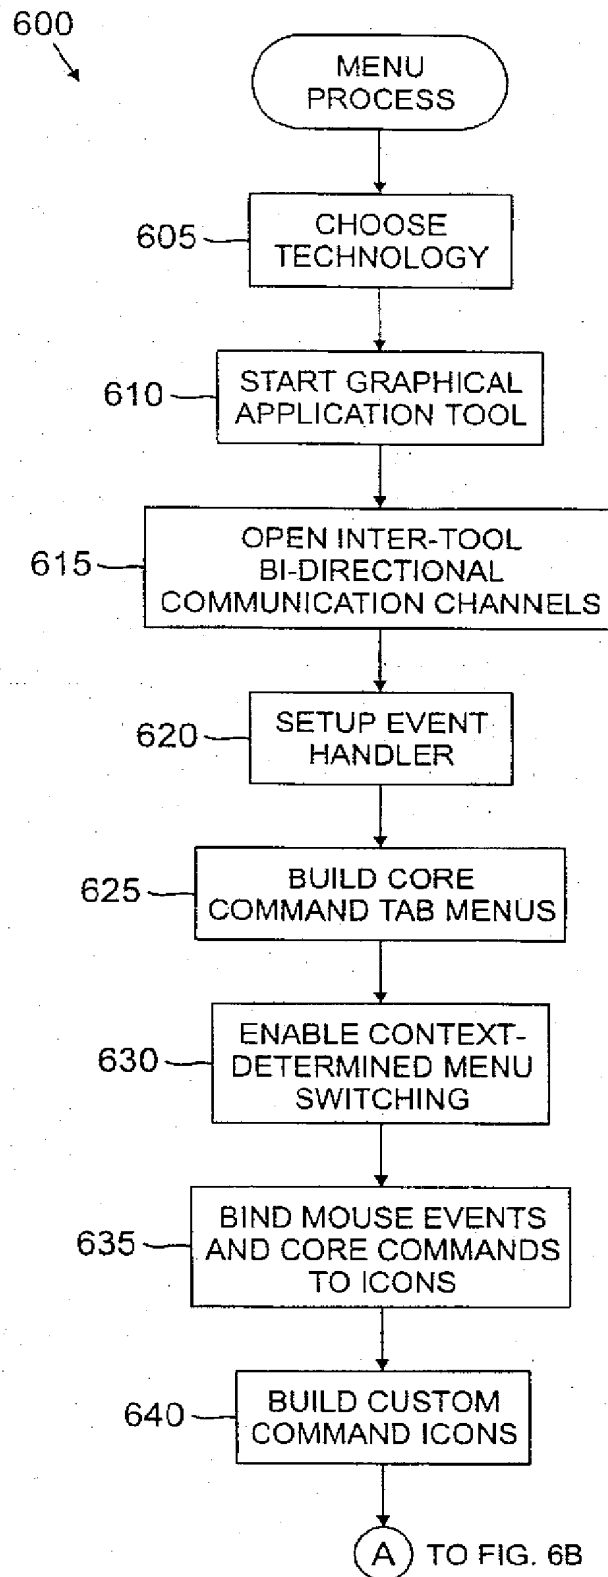 600
MENU
PROCESS
605
CHOOSE
TECHNOLOGY
610
START GRAPHICAL
APPLICATION TOOL
615
OPEN INTER-TOOL
BI-DIRECTIONAL
COMMUNICATION CHANNELS
620
SETUP EVENT
HANDLER
625
BUILD CORE
COMMAND TAB MENUS
630
ENABLE CONTEXT-
DETERMINED MENU
SWITCHING
635
BIND MOUSE EVENTS
AND CORE COMMANDS
TO ICONS
640
BUILD CUSTOM
COMMAND ICONS
A TO FIG. 6B